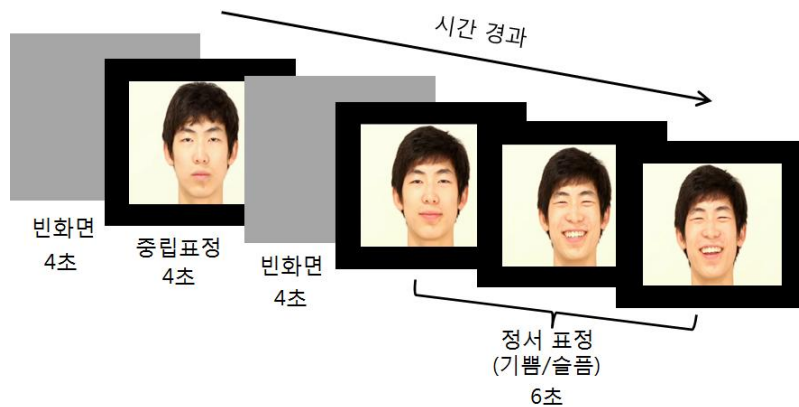 시간 경과
빈화면
4초
중립표정
4초
빈화면
4초
정서 표정
(기쁨/슬픔)
6초